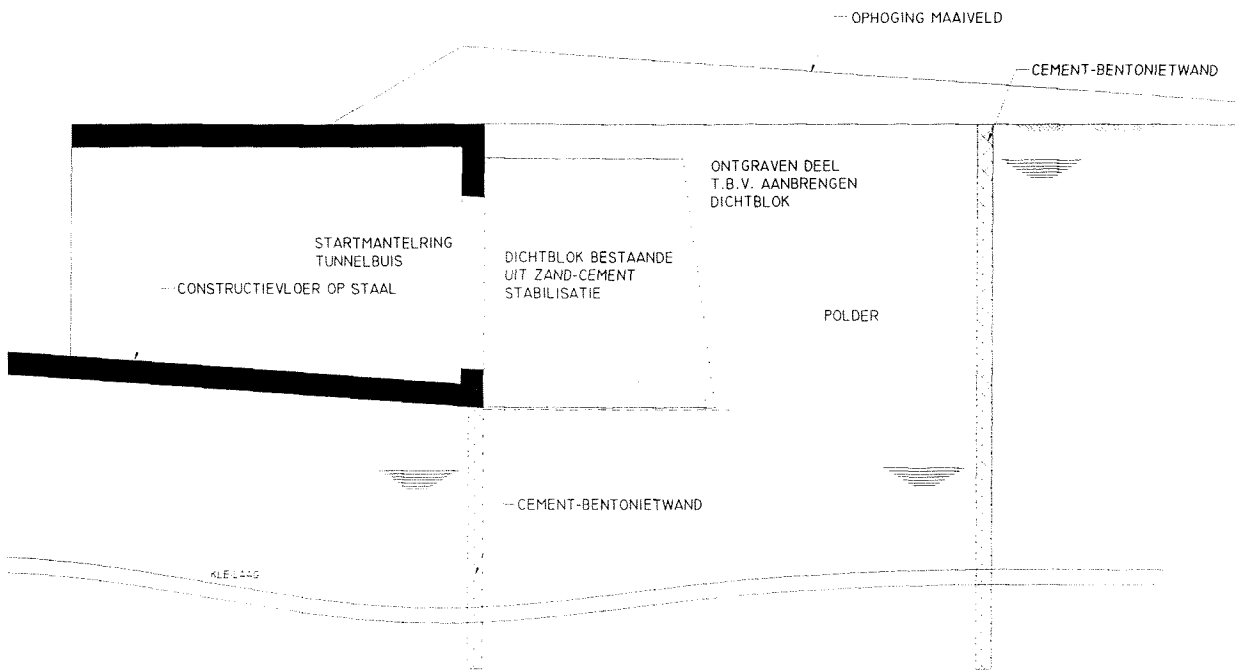 OPHOGING MAAIVELD
CEMENT-BENTONIETWAND
ONTGRAVEN DEEL
T.B.V. AANBRENGEN
DICHTBLOK
STARTMANTELRING
TUNNELBUIS
DICHTBLOK BESTAANDE
UIT ZAND-CEMENT
STABILISATIE
CONSTRUCTIEVLOER OP STAAL
POLDER
CEMENT-BENTONIETWAND
KLEILAAG